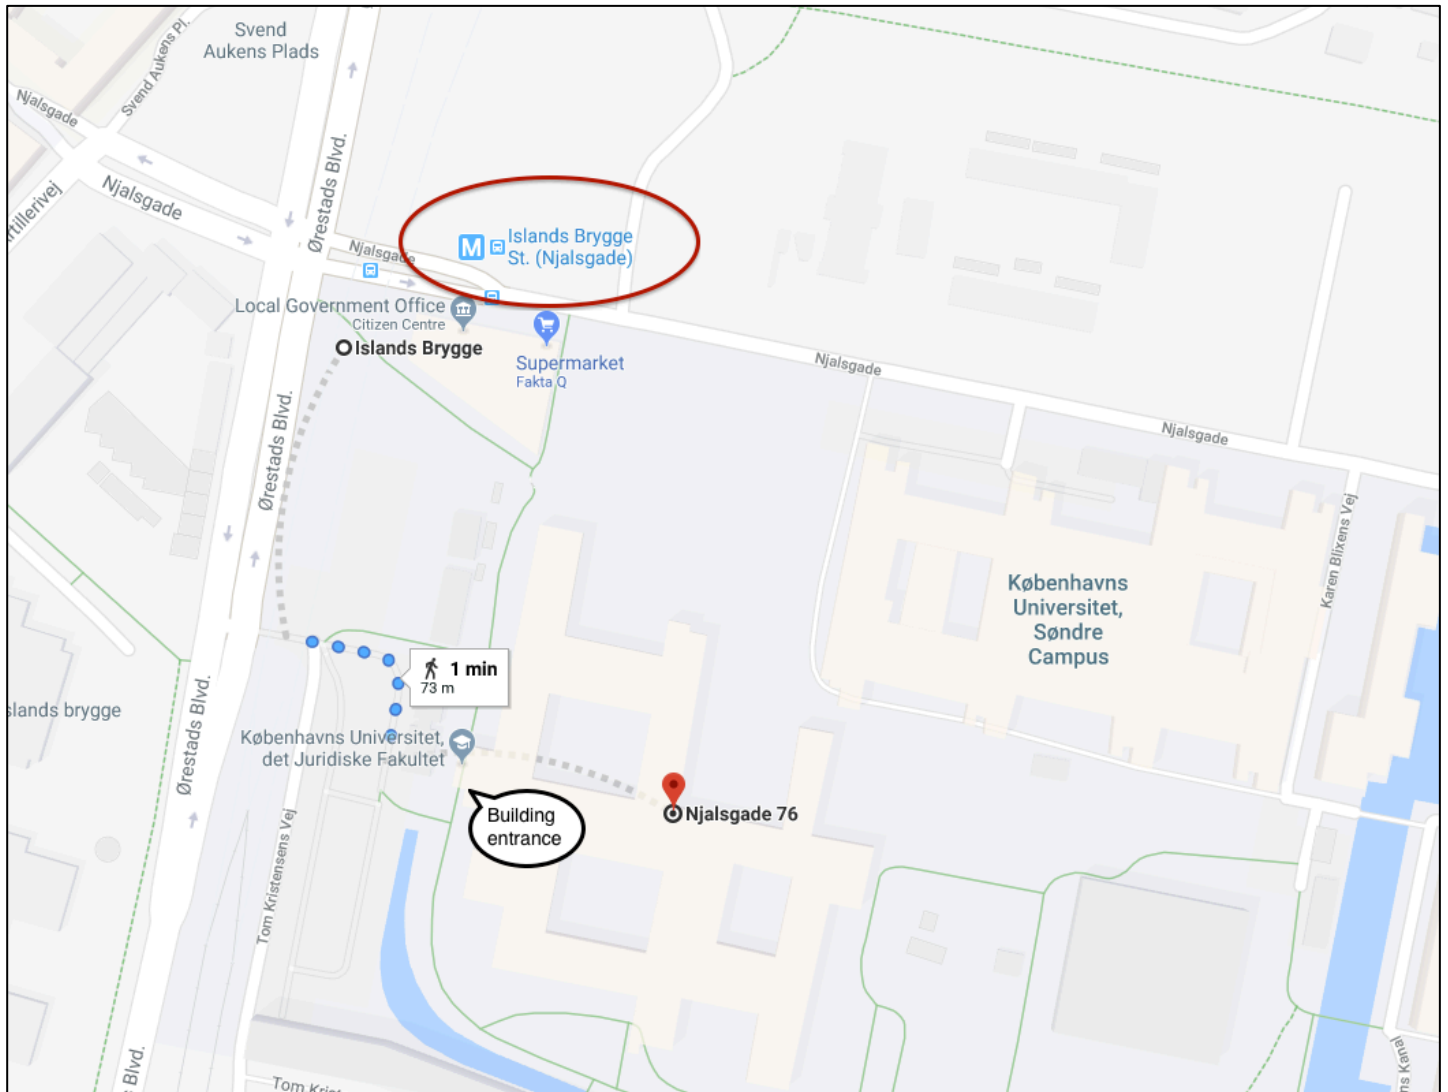 Svend
Aukens Plads
Svend Aukens Pl.
Njalsgade
Ørestads Blvd.
Njalsgade
Njalsgade
M
Islands Brygge
St. (Njalsgade)
Local Government Office
Citizen Centre
Islands Brygge
Supermarket
Fakta Q
Njalsgade
Njalsgade
Ørestads Blvd.
Karen Blixens Vej
Københavns
Universitet,
Søndre
Campus
1 min
73 m
slands brygge
Ørestads Blvd.
Københavns Universitet,
det Juridiske Fakultet
Building
entrance
Njalsgade 76
Tom Kristensens Vej
Blvd.